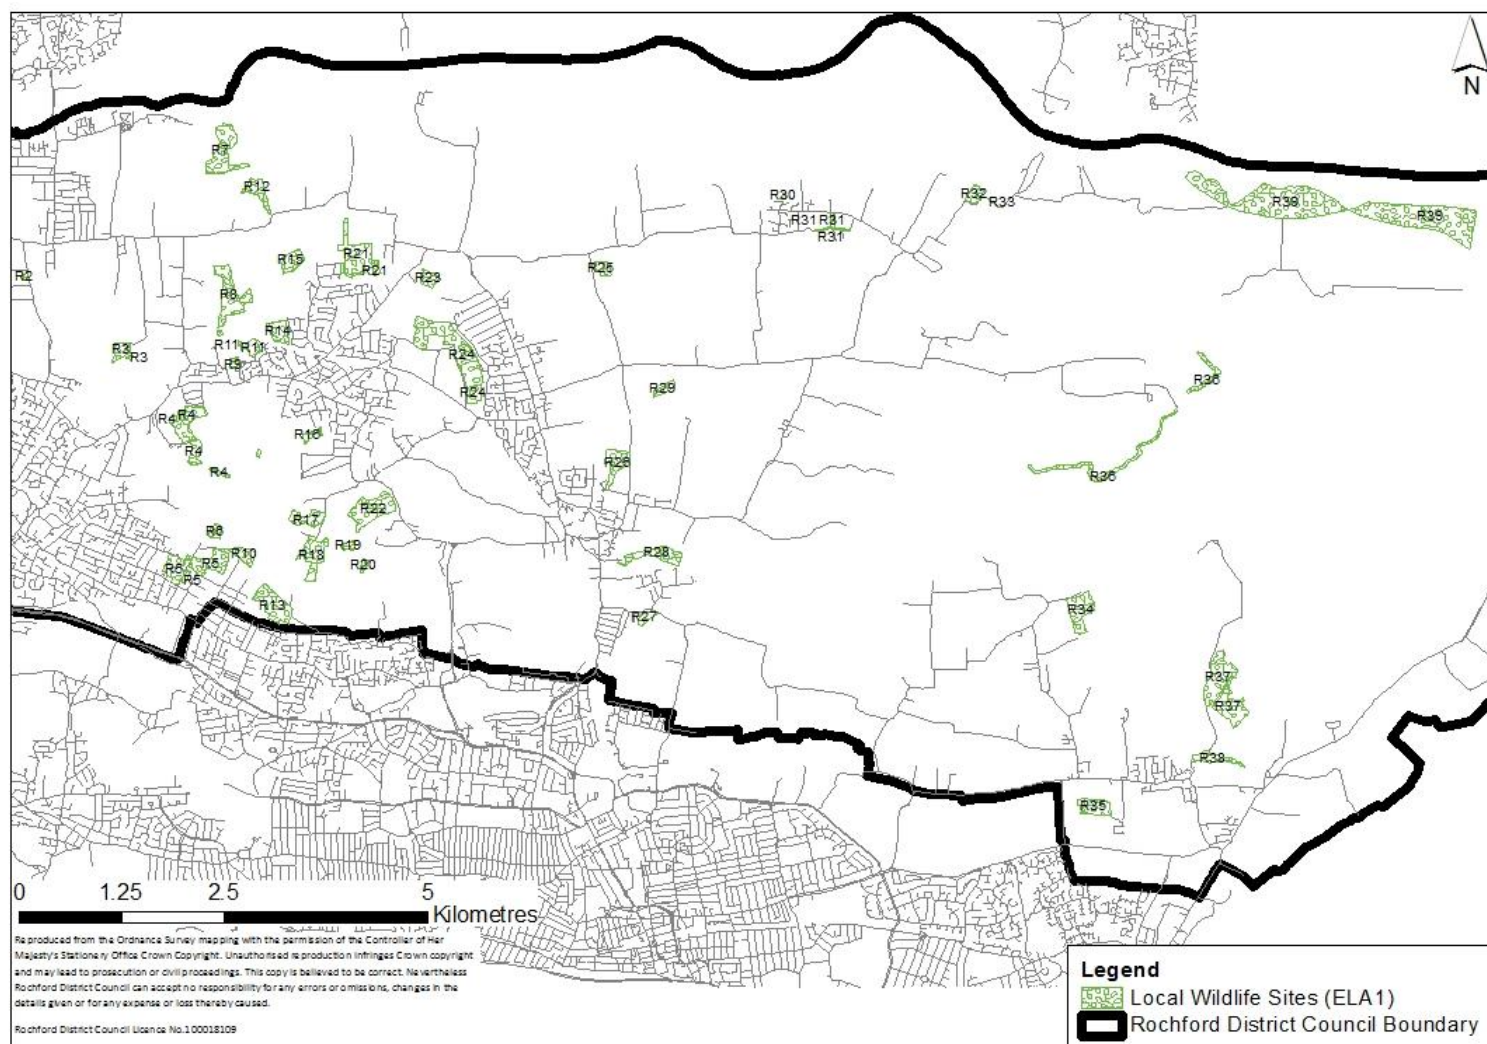 N
R7
R12
R30
R32
R33
R31 R31
R31
R39
R21
R15
R21
R2
R23
R25
R8
R14
R3
R3
R11
R11
R9
R24
R24
R29
R36
R4
R4
R16
R4
R26
R4
R36
R22
R17
R19
R18
R20
R10
R5
R5
R28
R13
R27
R34
R37
R37
R38
R35
0 1.25 2.5 5
Kilometres
Reproduced from the Ordnance Survey mapping with the permission of the Controller of Her
Majesty's Stationery Office Crown Copyright. Unauthorised reproduction infringes Crown copyright
and may lead to prosecution or civil proceedings. This copy is believed to be correct. Nevertheless
Rochford District Council can accept no responsibility for any errors or omissions, changes in the
details given or for any expense or loss thereby caused.
Rochford District Council Licence No.100018109
Legend
Local Wildlife Sites (ELA1)
Rochford District Council Boundary